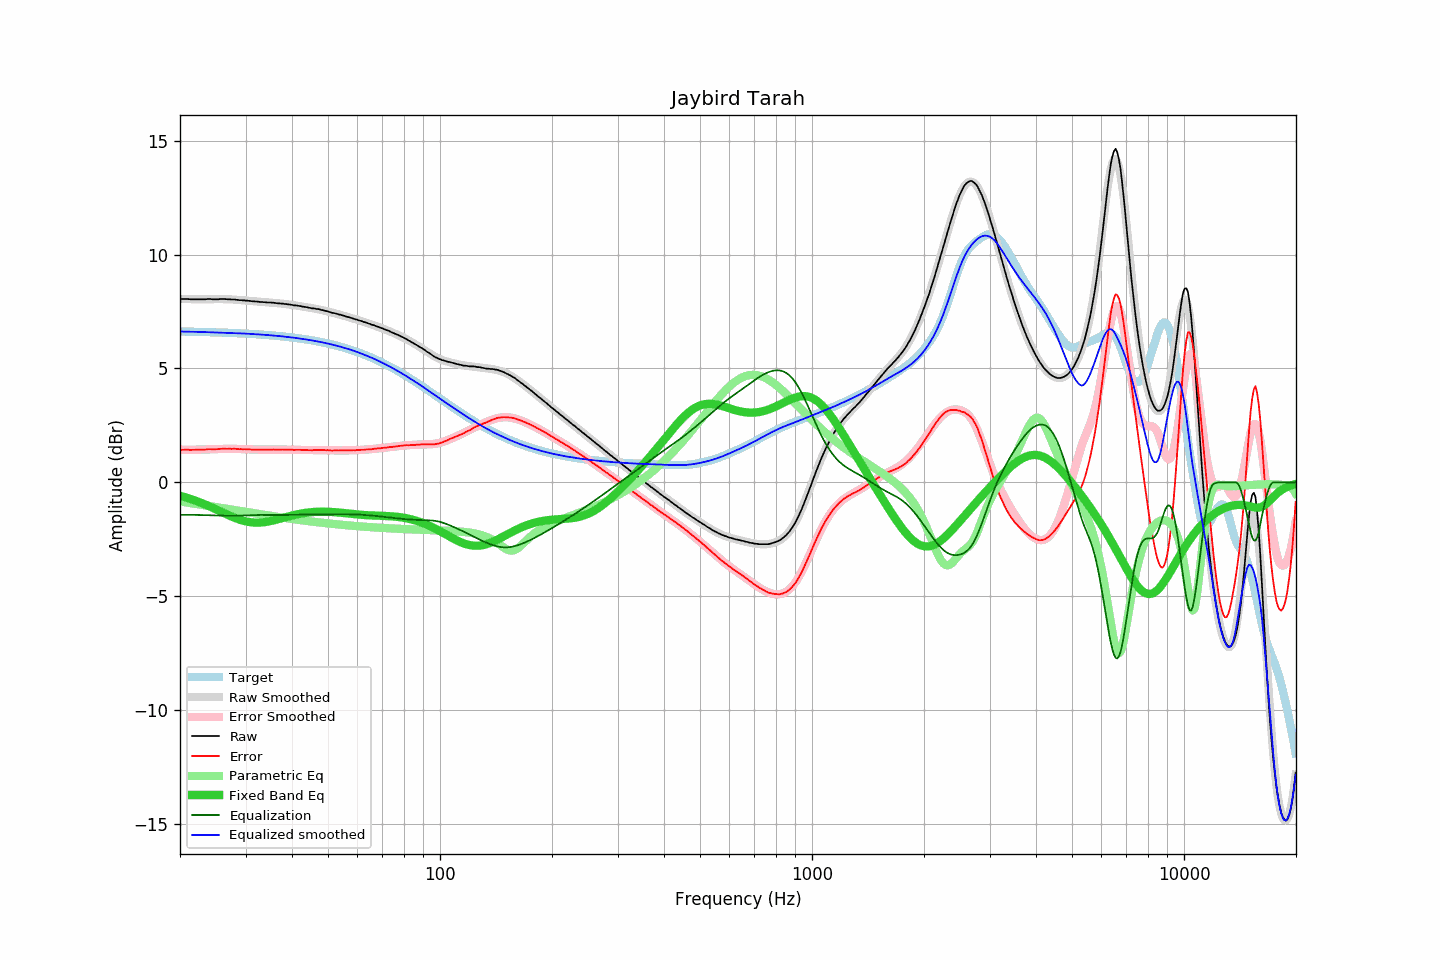 Jaybird Tarah
15
10
5
0
−5
−10
−15
Amplitude (dBr)
Target
Raw Smoothed
Error Smoothed
Raw
Error
Parametric Eq
Fixed Band Eq
Equalization
Equalized smoothed
100
1000
10000
Frequency (Hz)